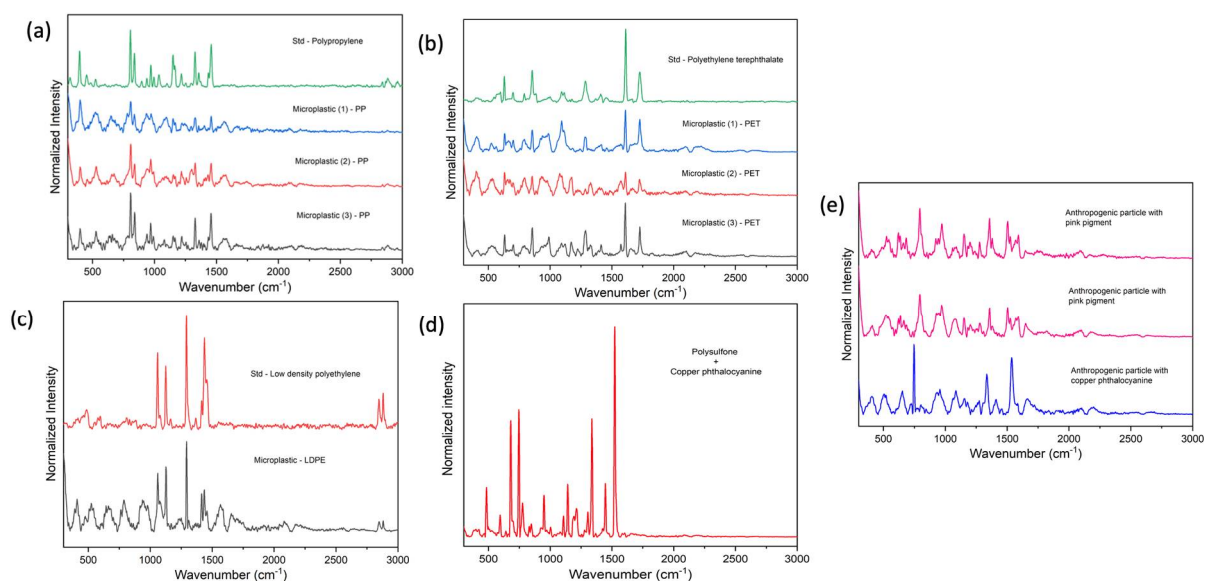 (a)
Normalized Intensity
Std - Polypropylene
Microplastic (1) - PP
Microplastic (2) - PP
Microplastic (3) - PP
500 1000 1500 2000 2500 3000
Wavenumber (cm-1)
(b)
Normalized Intensity
Std - Polyethylene terephthalate
Microplastic (1) - PET
Microplastic (2) - PET
Microplastic (3) - PET
500 1000 1500 2000 2500 3000
Wavenumber (cm-1)
(c)
Normalized Intensity
Std - Low density polyethylene
Microplastic - LDPE
500 1000 1500 2000 2500 3000
Wavenumber (cm-1)
(d)
Normalized intensity
Polysulfone
+
Copper phthalocyanine
500 1000 1500 2000 2500 3000
Wavenumber (cm-1)
(e)
Normalized Intensity
Anthropogenic particle with
pink pigment
Anthropogenic particle with
pink pigment
Anthropogenic particle with
copper phthalocyanine
500 1000 1500 2000 2500 3000
Wavenumber (cm-1)